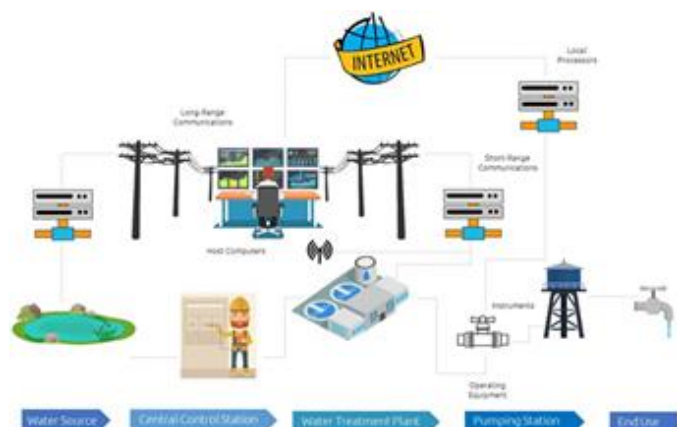 INTERNET
Local
Processors
Long-Range
Communications
Short-Range
Communications
Host Computers
Instruments
Operating
Equipment
Water Source
Central Control Station
Water Treatment Plant
Pumping Station
End Use